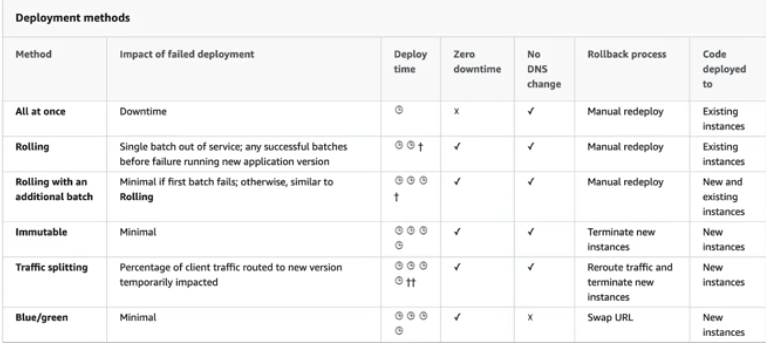 Deployment methods
Method Impact of failed deployment Deploy time Zero downtime No DNS change Rollback process Code deployed to
All at once Downtime ◷ x ✓ Manual redeploy Existing instances
Rolling Single batch out of service; any successful batches before failure running new application version ◷ ◷ † ✓ ✓ Manual redeploy Existing instances
Rolling with an additional batch Minimal if first batch fails; otherwise, similar to Rolling ◷ ◷ ◷ † ✓ ✓ Manual redeploy New and existing instances
Immutable Minimal ◷ ◷ ◷ ◷ ✓ ✓ Terminate new instances New instances
Traffic splitting Percentage of client traffic routed to new version temporarily impacted ◷ ◷ ◷ ◷ †† ✓ ✓ Reroute traffic and terminate new instances New instances
Blue/green Minimal ◷ ◷ ◷ ◷ ✓ x Swap URL New instances